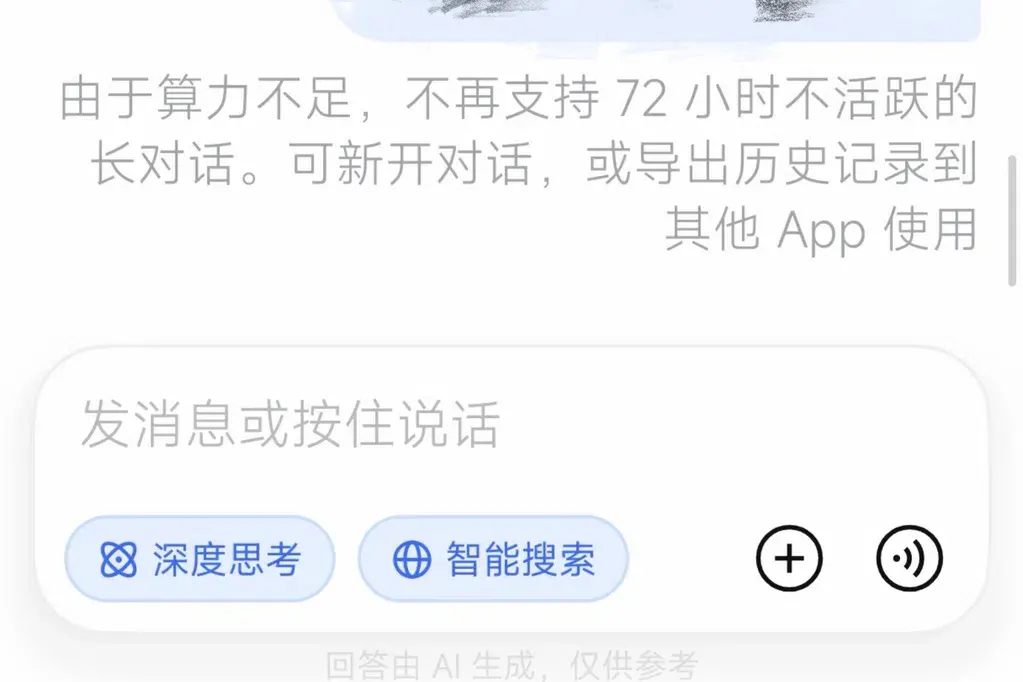 由于算力不足，不再支持 72 小时不活跃的
长对话。可新开对话，或导出历史记录到
其他 App 使用
发消息或按住说话
深度思考
智能搜索
回答由 AI 生成，仅供参考